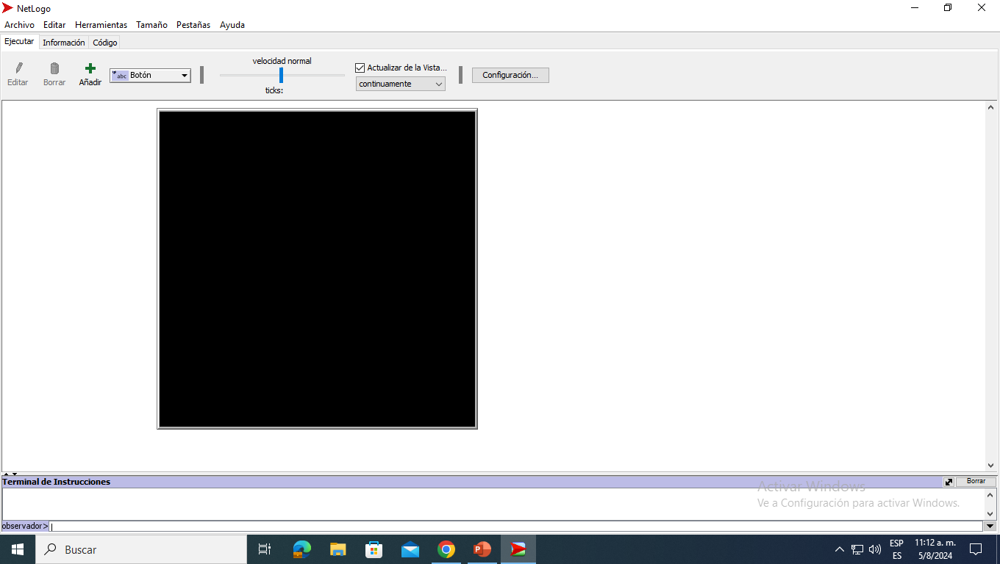 NetLogo
Archivo Editar Herramientas Tamaño Pestañas Ayuda
Ejecutar Información Código
velocidad normal
Editar Borrar Añadir abc Botón
Actualizar de la Vista...
continuamente
Configuración...
ticks:
Terminal de Instrucciones
Borrar
Activar Windows
Ve a Configuración para activar Windows.
observador>
Buscar
ESP
ES
11:12 a. m.
5/8/2024